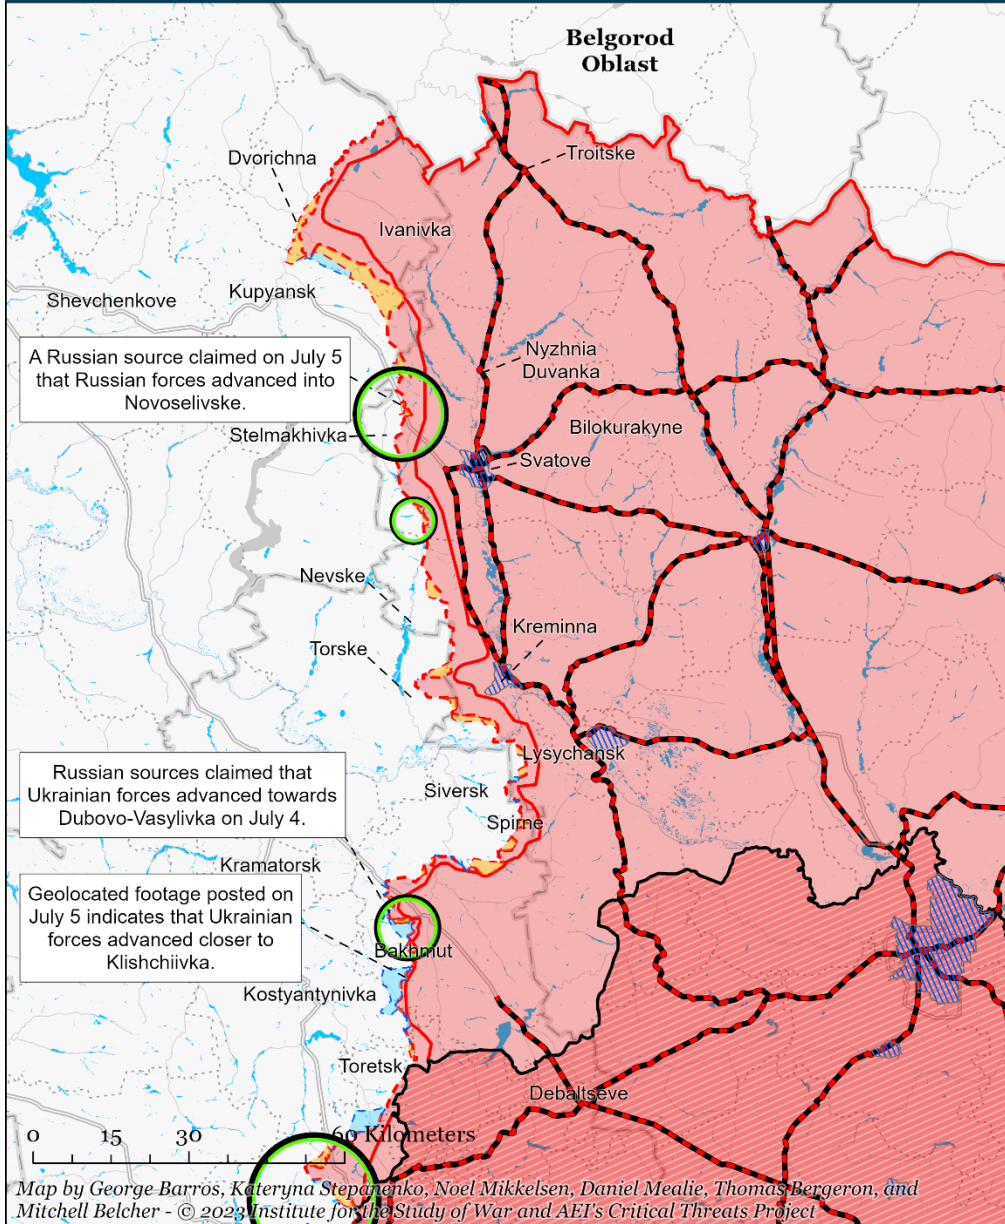 Belgorod
Oblast
Dvorichna
Troitske
Ivanivka
Shevchenkove
Kupyansk
A Russian source claimed on July 5
that Russian forces advanced into
Novoselivske.
Nyzhnia
Duvanka
Stelmakhivka
Bilokurakyne
Svatove
Nevske
Kreminna
Torske
Lysychansk
Russian sources claimed that
Ukrainian forces advanced towards
Dubovo-Vasylivka on July 4.
Siversk
Spirne
Kramatorsk
Geolocated footage posted on
July 5 indicates that Ukrainian
forces advanced closer to
Klishchiivka.
Bakhmut
Kostyantynivka
Toretsk
Debaltseve
0 15 30 60 Kilometers
Map by George Barros, Kateryna Stepanenko, Noel Mikkelsen, Daniel Mealie, Thomas Bergeron, and
Mitchell Belcher - © 2023 Institute for the Study of War and AEI's Critical Threats Project